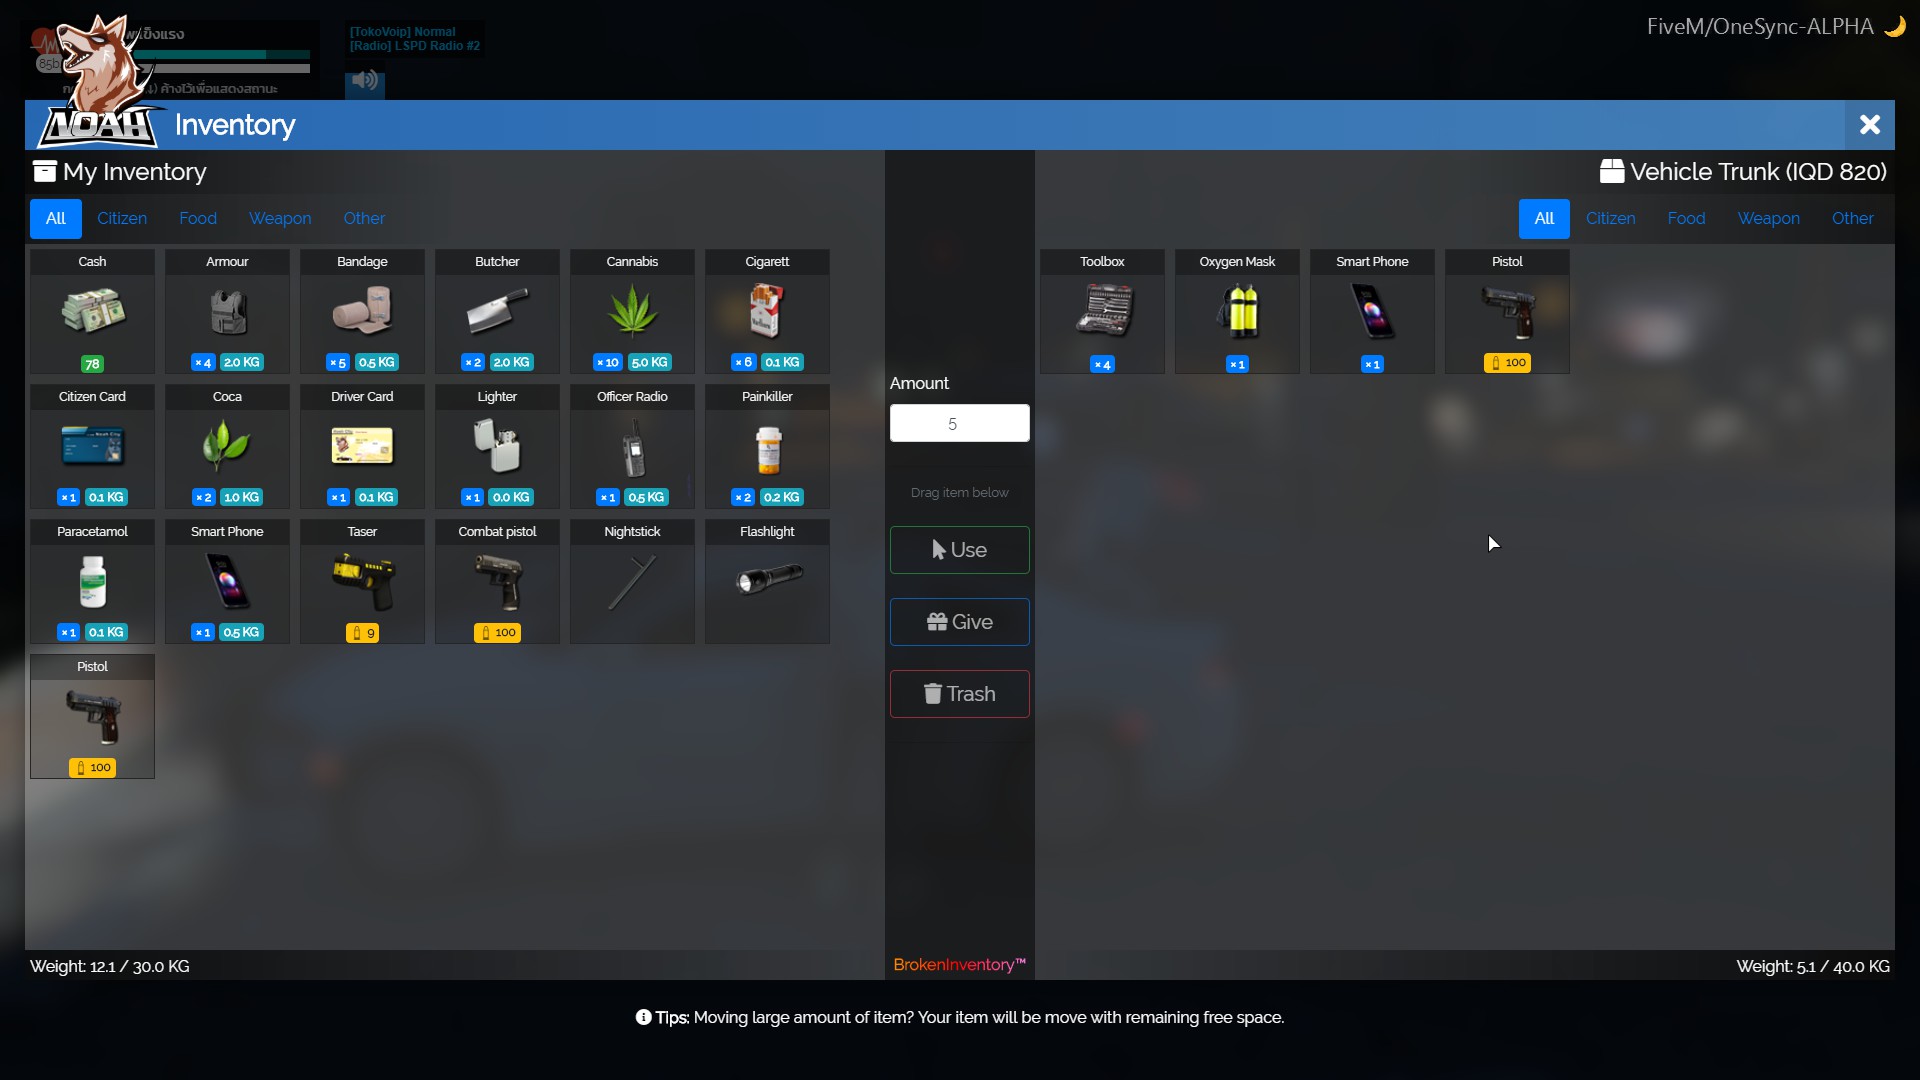 FiveM/OneSync-ALPHA
[TokoVoip] Normal
[Radio] LSPD Radio #2
85b
ค้างไว้เพื่อแสดงสถานะ
NOAH
Inventory
My Inventory
Vehicle Trunk (IQD 820)
All Citizen Food Weapon Other
All Citizen Food Weapon Other
Cash Armour Bandage Butcher Cannabis Cigarett
78 ×4 2.0 KG ×5 0.5 KG ×2 2.0 KG ×10 5.0 KG ×6 0.1 KG
Toolbox Oxygen Mask Smart Phone Pistol
×4 ×1 ×1 100
Citizen Card Coca Driver Card Lighter Officer Radio Painkiller
×1 0.1 KG ×2 1.0 KG ×1 0.1 KG ×1 0.0 KG ×1 0.5 KG ×2 0.2 KG
Paracetamol Smart Phone Taser Combat pistol Nightstick Flashlight
×1 0.1 KG ×1 0.5 KG 9 100
Pistol
100
Amount
5
Drag item below
Use
Give
Trash
BrokenInventory™
Weight: 12.1 / 30.0 KG
Weight: 5.1 / 40.0 KG
Tips: Moving large amount of item? Your item will be move with remaining free space.